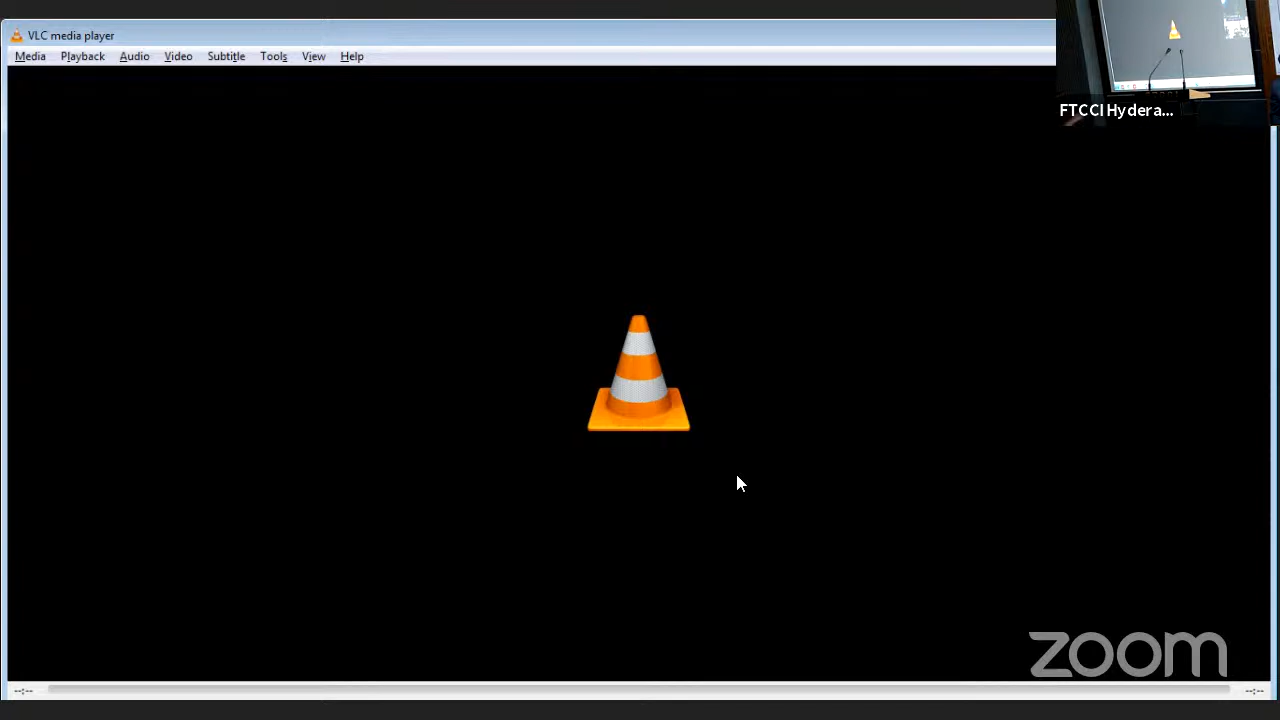 VLC media player
Media Playback Audio Video Subtitle Tools View Help
FTCCI Hydera...
zoom
--:-- --:--